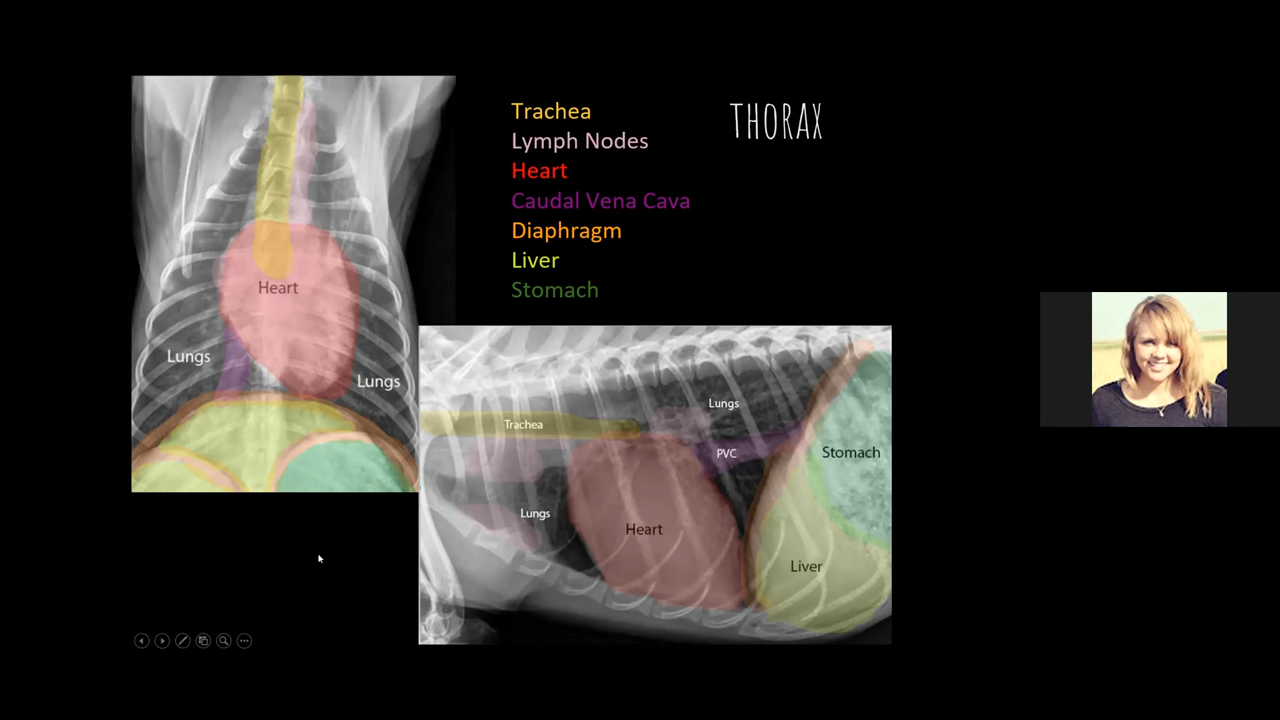 THORAX
Trachea
Lymph Nodes
Heart
Caudal Vena Cava
Diaphragm
Liver
Stomach
Heart
Lungs
Lungs
Lungs
Trachea
PVC
Stomach
Lungs
Heart
Liver